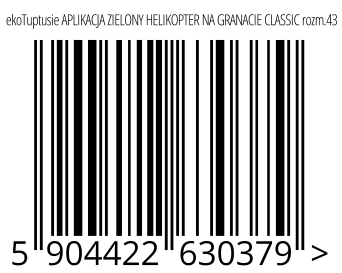 ekoTuptusie APLIKACJA ZIELONY HELIKOPTER NA GRANACIE CLASSIC rozm.43
5 904422 630379 >